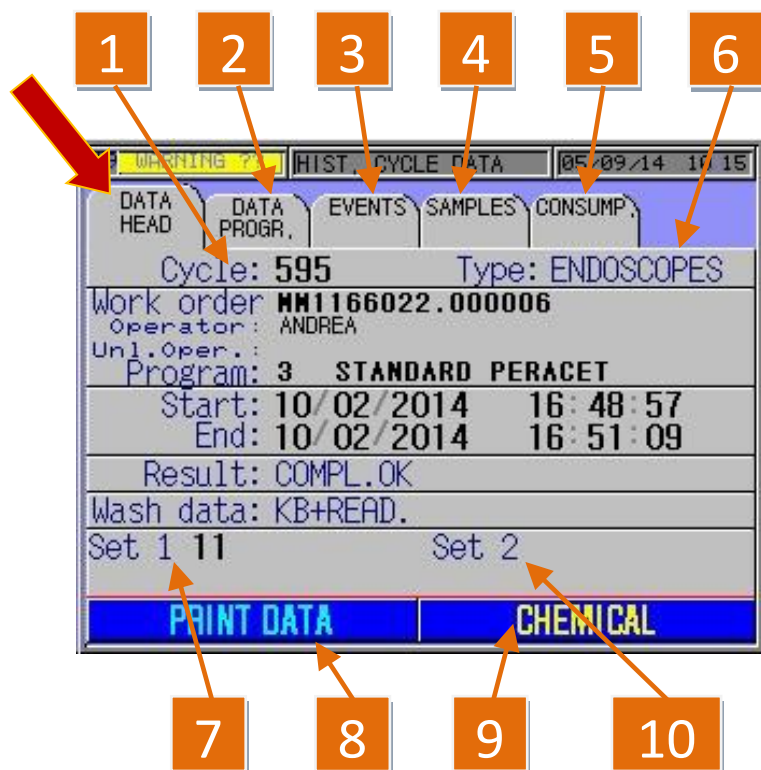 1 2 3 4 5 6
WARNING ?? HIST. CYCLE DATA 05/09/14 10 15
DATA HEAD DATA PROGR. EVENTS SAMPLES CONSUMP.
Cycle: 595 Type: ENDOSCOPES
Work order WW1166022.000006
Operator: ANDREA
Unl.Oper.:
Program: 3 STANDARD PERACET
Start: 10/02/2014 16:48:57
End: 10/02/2014 16:51:09
Result: COMPL.OK
Wash data: KB+READ.
Set 1 11 Set 2
PRINT DATA CHEMICAL
7 8 9 10